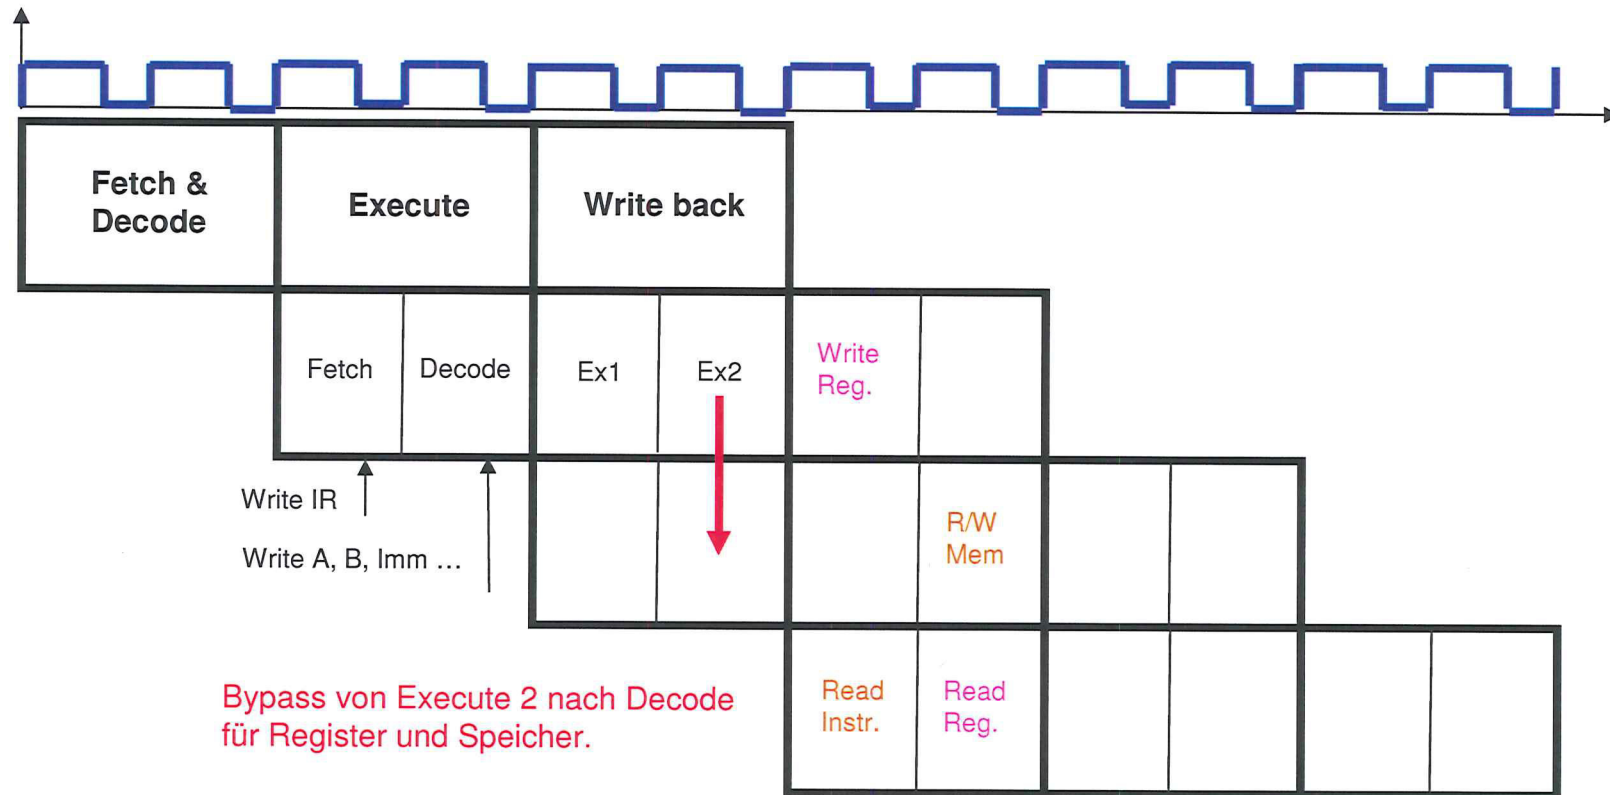 Fetch &
Decode
Execute
Write back
Fetch
Decode
Ex1
Ex2
Write
Reg.
Write IR
Write A, B, Imm ...
R/W
Mem
Bypass von Execute 2 nach Decode
für Register und Speicher.
Read
Instr.
Read
Reg.